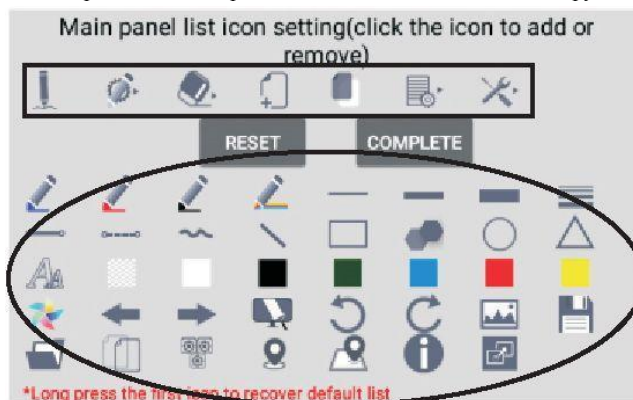 Main panel list icon setting(click the icon to add or
remove)
RESET
COMPLETE
*Long press the first icon to recover default list